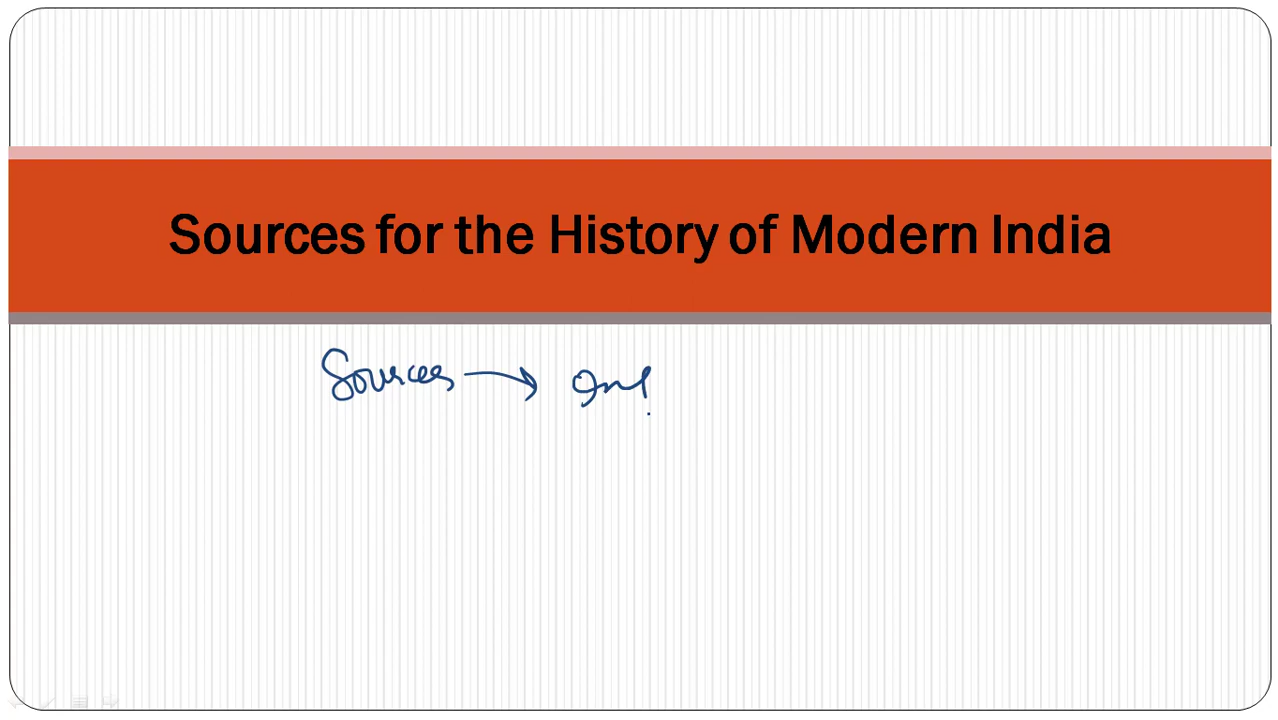 Sources for the History of Modern India
Sources →